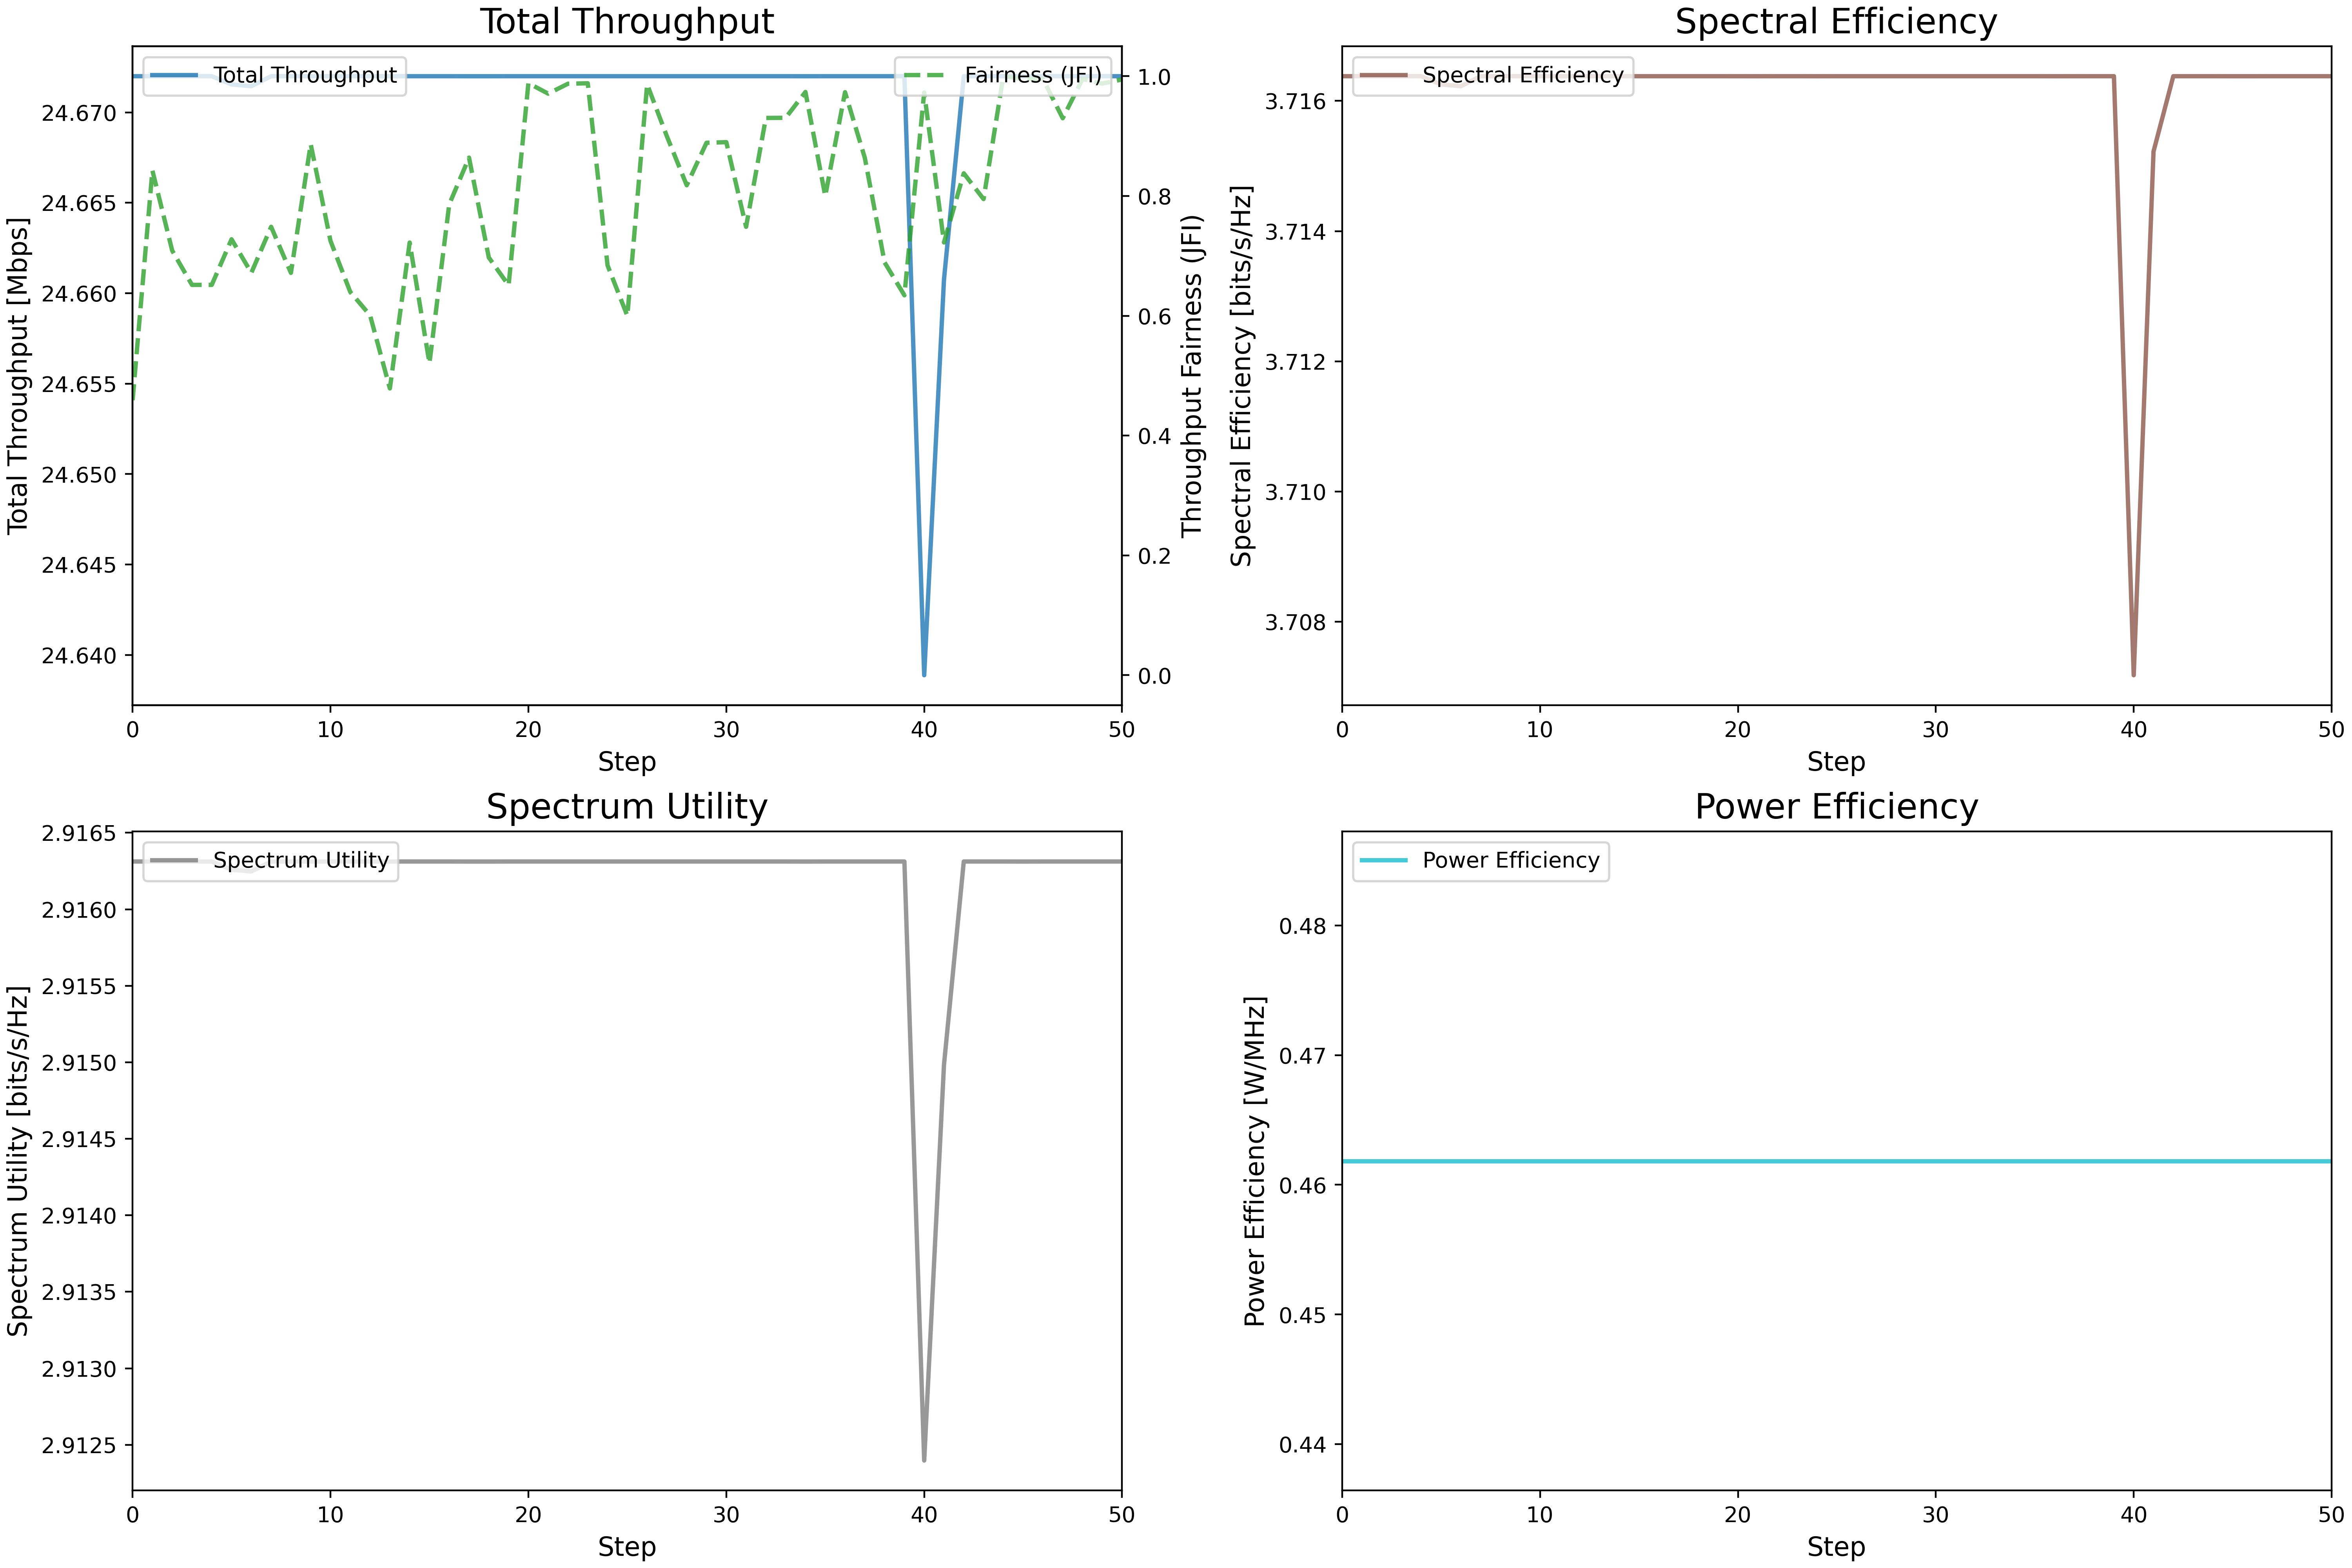 Total Throughput
Total Throughput
Fairness (JFI)
24.670
24.665
24.660
24.655
24.650
24.645
24.640
Total Throughput [Mbps]
1.0
0.8
0.6
0.4
0.2
0.0
Throughput Fairness (JFI)
0 10 20 30 40 50
Step
Spectral Efficiency
Spectral Efficiency
3.716
3.714
3.712
3.710
3.708
Spectral Efficiency [bits/s/Hz]
0 10 20 30 40 50
Step
Spectrum Utility
Spectrum Utility
2.9165
2.9160
2.9155
2.9150
2.9145
2.9140
2.9135
2.9130
2.9125
Spectrum Utility [bits/s/Hz]
0 10 20 30 40 50
Step
Power Efficiency
Power Efficiency
0.48
0.47
0.46
0.45
0.44
Power Efficiency [W/MHz]
0 10 20 30 40 50
Step